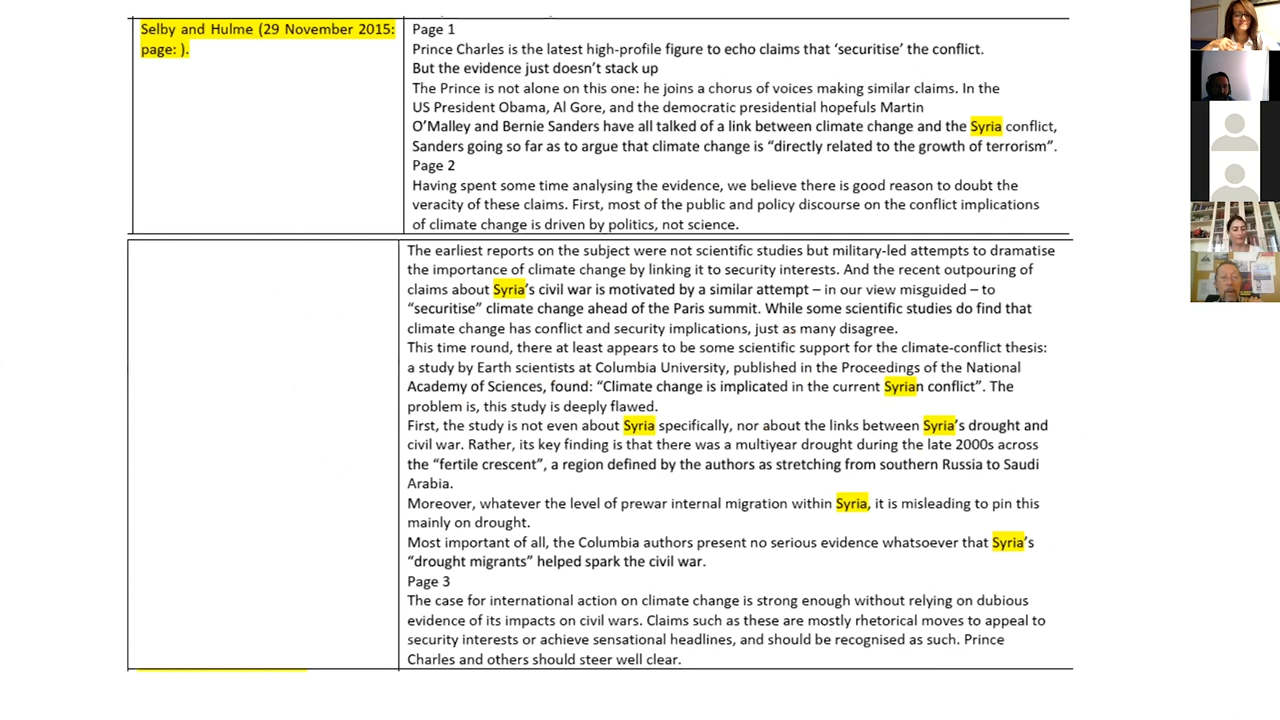 Selby and Hulme (29 November 2015:
page: ).
Page 1
Prince Charles is the latest high-profile figure to echo claims that ‘securitise’ the conflict.
But the evidence just doesn’t stack up
The Prince is not alone on this one: he joins a chorus of voices making similar claims. In the
US President Obama, Al Gore, and the democratic presidential hopefuls Martin
O’Malley and Bernie Sanders have all talked of a link between climate change and the Syria conflict,
Sanders going so far as to argue that climate change is “directly related to the growth of terrorism”.
Page 2
Having spent some time analysing the evidence, we believe there is good reason to doubt the
veracity of these claims. First, most of the public and policy discourse on the conflict implications
of climate change is driven by politics, not science.
The earliest reports on the subject were not scientific studies but military-led attempts to dramatise
the importance of climate change by linking it to security interests. And the recent outpouring of
claims about Syria’s civil war is motivated by a similar attempt – in our view misguided – to
“securitise” climate change ahead of the Paris summit. While some scientific studies do find that
climate change has conflict and security implications, just as many disagree.
This time round, there at least appears to be some scientific support for the climate-conflict thesis:
a study by Earth scientists at Columbia University, published in the Proceedings of the National
Academy of Sciences, found: “Climate change is implicated in the current Syrian conflict”. The
problem is, this study is deeply flawed.
First, the study is not even about Syria specifically, nor about the links between Syria’s drought and
civil war. Rather, its key finding is that there was a multiyear drought during the late 2000s across
the “fertile crescent”, a region defined by the authors as stretching from southern Russia to Saudi
Arabia.
Moreover, whatever the level of prewar internal migration within Syria, it is misleading to pin this
mainly on drought.
Most important of all, the Columbia authors present no serious evidence whatsoever that Syria’s
“drought migrants” helped spark the civil war.
Page 3
The case for international action on climate change is strong enough without relying on dubious
evidence of its impacts on civil wars. Claims such as these are mostly rhetorical moves to appeal to
security interests or achieve sensational headlines, and should be recognised as such. Prince
Charles and others should steer well clear.